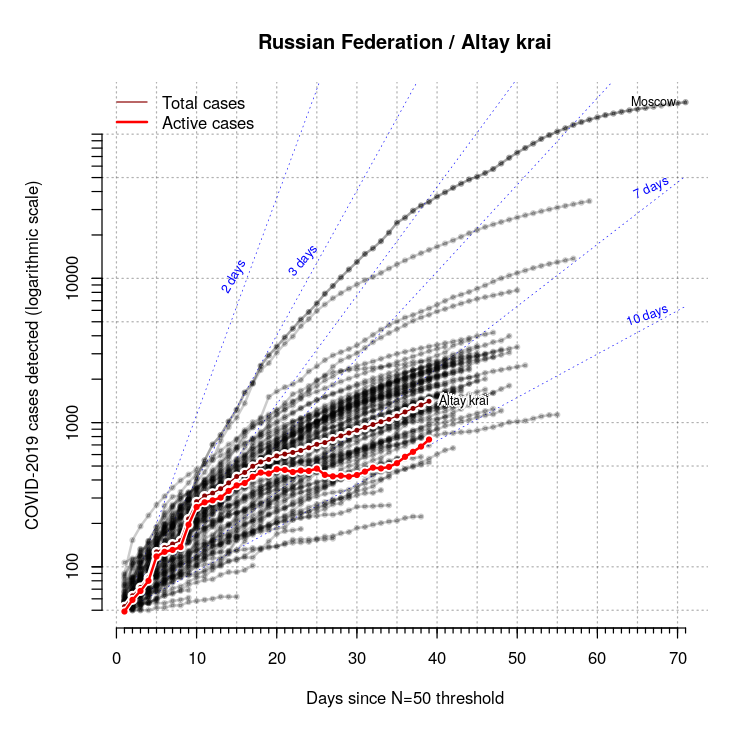 Russian Federation / Altay krai
Total cases
Active cases
Moscow
7 days
2 days
3 days
10 days
Altay krai
COVID-2019 cases detected (logarithmic scale)
10000
1000
100
0 10 20 30 40 50 60 70
Days since N=50 threshold